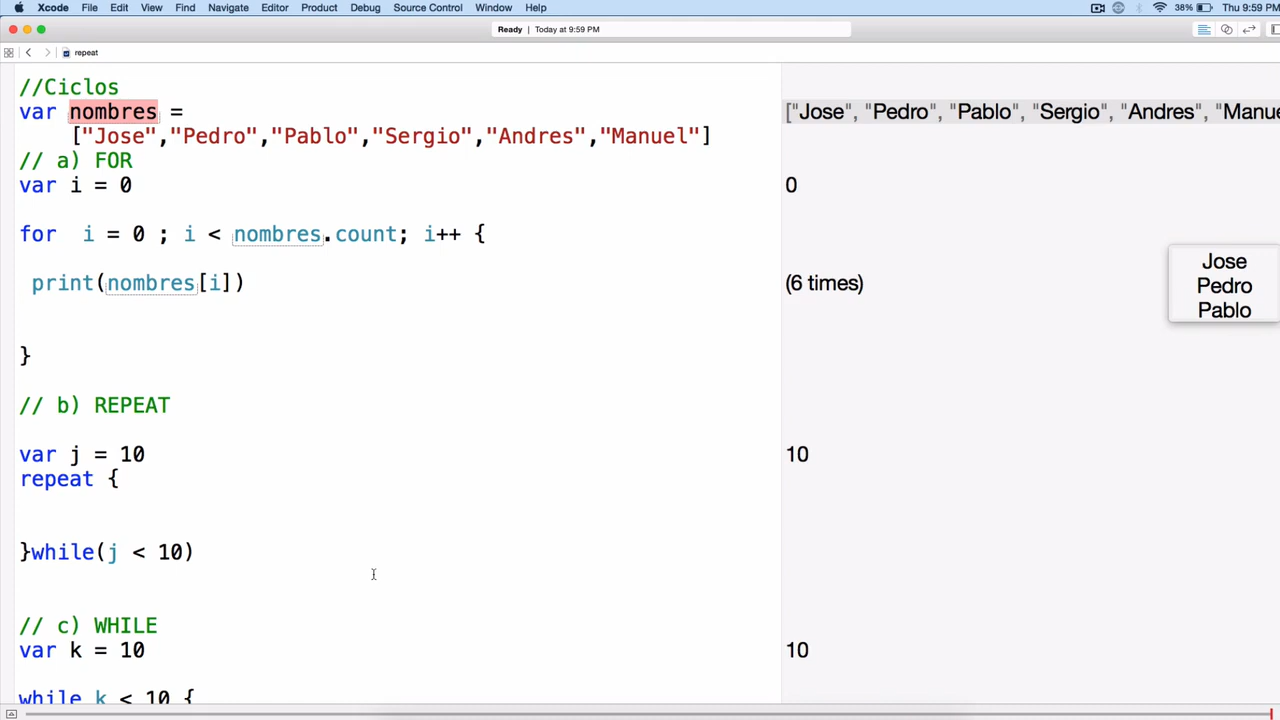 Xcode File Edit View Find Navigate Editor Product Debug Source Control Window Help 38% Thu 9:59 PM
Ready | Today at 9:59 PM
repeat
//Ciclos
var nombres = ["Jose", "Pedro", "Pablo", "Sergio", "Andres", "Manue
["Jose","Pedro","Pablo","Sergio","Andres","Manuel"]
// a) FOR
var i = 0 0
for  i = 0 ; i < nombres.count; i++ {
print(nombres[i]) (6 times)
Jose
Pedro
Pablo
}
// b) REPEAT
var j = 10 10
repeat {
}while(j < 10)
// c) WHILE
var k = 10 10
while k < 10 {